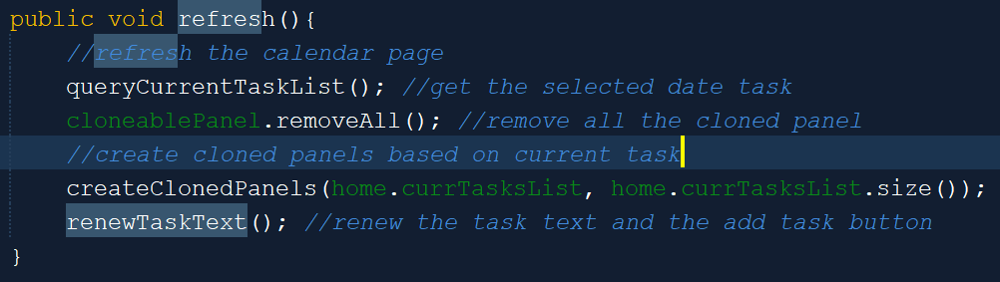 public void refresh(){
//refresh the calendar page
queryCurrentTaskList(); //get the selected date task
cloneablePanel.removeAll(); //remove all the cloned panel
//create cloned panels based on current task
createClonedPanels(home.currTasksList, home.currTasksList.size());
renewTaskText(); //renew the task text and the add task button
}